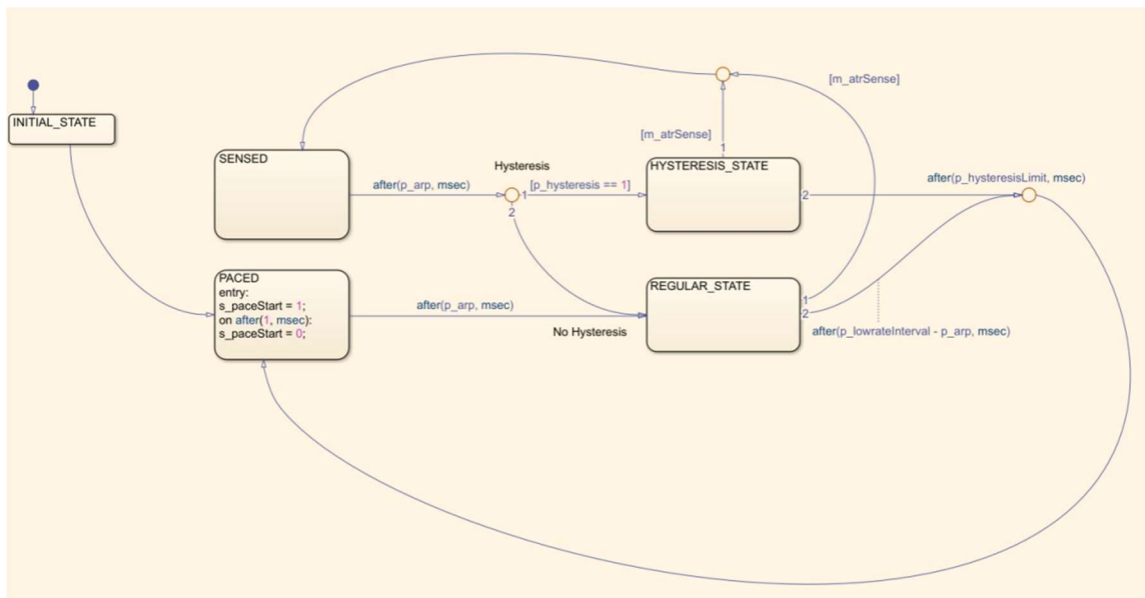 [m_atrSense]
INITIAL_STATE
[m_atrSense]
1
SENSED
Hysteresis
HYSTERESIS_STATE
after(p_arp, msec)
1
[p_hysteresis == 1]
2
2
after(p_hysteresisLimit, msec)
PACED
entry:
s_paceStart = 1;
on after(1, msec):
s_paceStart = 0;
after(p_arp, msec)
No Hysteresis
REGULAR_STATE
1
2
after(p_lowrateInterval - p_arp, msec)